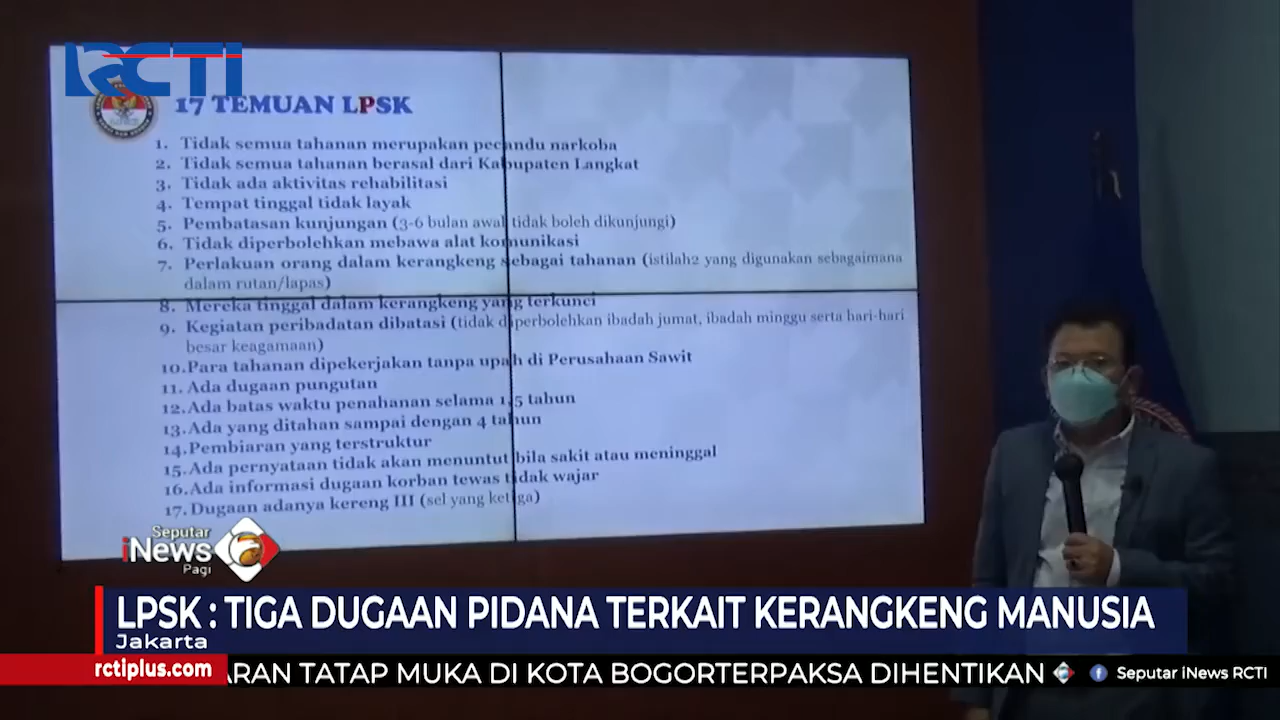 RCTI
17 TEMUAN LPSK
1. Tidak semua tahanan merupakan pecandu narkoba
2. Tidak semua tahanan berasal dari Kabupaten Langkat
3. Tidak ada aktivitas rehabilitasi
4. Tempat tinggal tidak layak
5. Pembatasan kunjungan (3-6 bulan awal tidak boleh dikunjungi)
6. Tidak diperbolehkan mebawa alat komunikasi
7. Perlakuan orang dalam kerangkeng sebagai tahanan (istilah2 yang digunakan sebagaimana
dalam rutan/lapas)
8. Mereka tinggal dalam kerangkeng yang terkunci
9. Kegiatan peribadatan dibatasi (tidak diperbolehkan ibadah jumat, ibadah minggu serta hari-hari
besar keagamaan)
10. Para tahanan dipekerjakan tanpa upah di Perusahaan Sawit
11. Ada dugaan pungutan
12. Ada batas waktu penahanan selama 1,5 tahun
13. Ada yang ditahan sampai dengan 4 tahun
14. Pembiaran yang terstruktur
15. Ada pernyataan tidak akan menuntut bila sakit atau meninggal
16. Ada informasi dugaan korban tewas tidak wajar
17. Dugaan adanya kereng III (sel yang ketiga)
Seputar
iNews
Pagi
LPSK : TIGA DUGAAN PIDANA TERKAIT KERANGKENG MANUSIA
Jakarta
rctiplus.com
ARAN TATAP MUKA DI KOTA BOGORTERPAKSA DIHENTIKAN
Seputar iNews RCTI